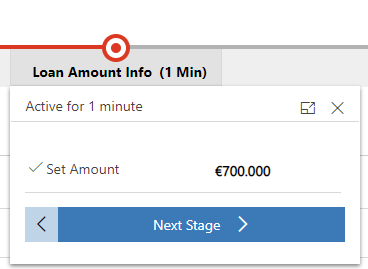 Loan Amount Info (1 Min)
Active for 1 minute
Set Amount €700.000
Next Stage